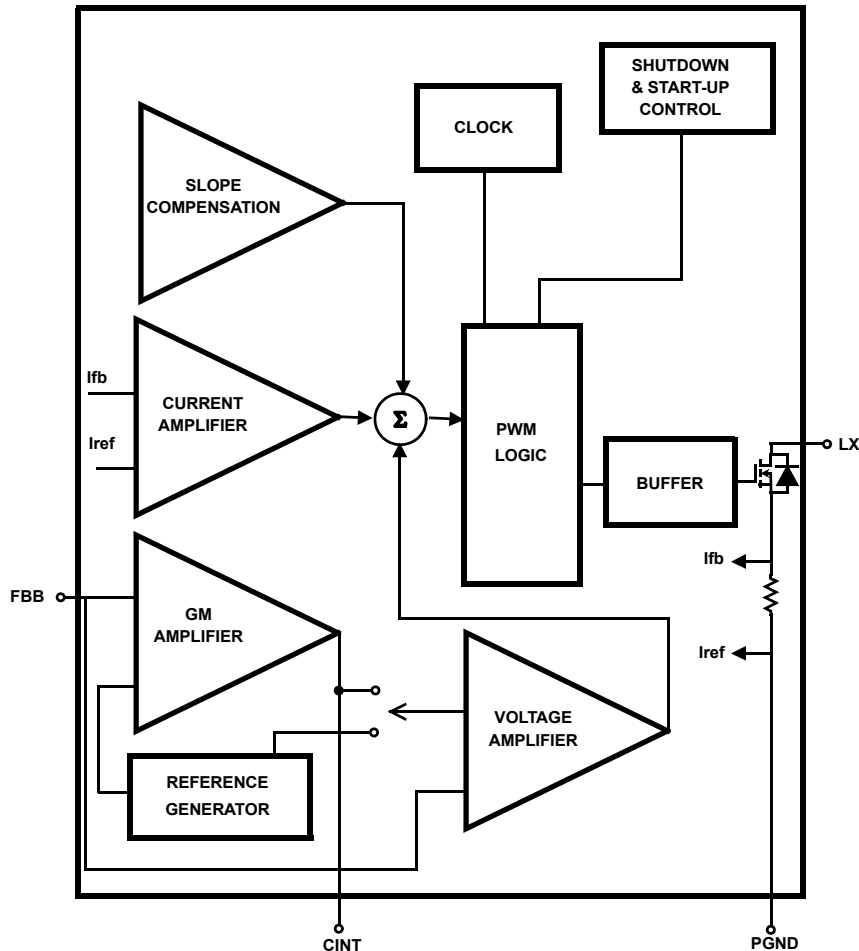 SHUTDOWN
& START-UP
CONTROL
CLOCK
SLOPE
COMPENSATION
Ifb
CURRENT
AMPLIFIER
Iref
Σ
PWM
LOGIC
BUFFER
LX
Ifb
FBB
GM
AMPLIFIER
Iref
VOLTAGE
AMPLIFIER
REFERENCE
GENERATOR
CINT
PGND